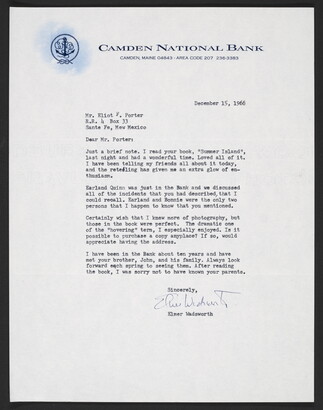 CAMDEN NATIONAL BANK
CAMDEN, MAINE 04843 · AREA CODE 207 236-3383
December 15, 1966
Mr. Eliot F. Porter
R.R. 4 Box 33
Sante Fe, New Mexico
Dear Mr. Porter:
Just a brief note. I read your book, "Summer Island",
last night and had a wonderful time. Loved all of it.
I have been telling my friends all about it today,
and the retelling has given me an extra glow of en-
thusiasm.
Earland Quinn was just in the Bank and we discussed
all of the incidents that you had described that I
could recall. Earland and Bonnie were the only two
persons that I happen to know that you mentioned.
Certainly wish that I knew more of photography, but
those in the book were perfect. The dramatic one
of the "hovering" tern, I especially enjoyed. Is it
possible to purchase a copy anyplace? If so, would
appreciate having the address.
I have been in the Bank about ten years and have
met your brother, John, and his family. Always look
forward each spring to seeing them. After reading
the book, I was sorry not to have known your parents.
Sincerely,
Elmer Wadsworth
Elmer Wadsworth